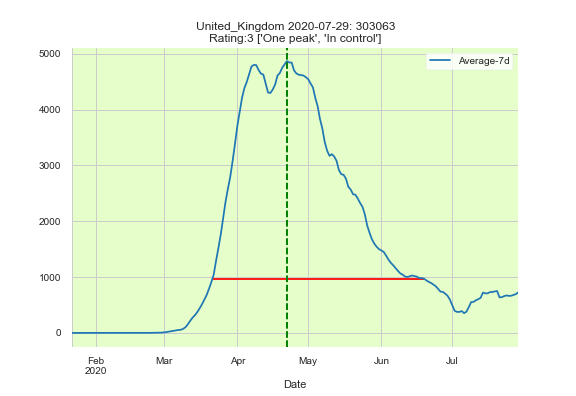 United_Kingdom 2020-07-29: 303063
Rating:3 ['One peak', 'In control']
Average-7d
5000
4000
3000
2000
1000
0
Feb Mar Apr May Jun Jul
2020
Date